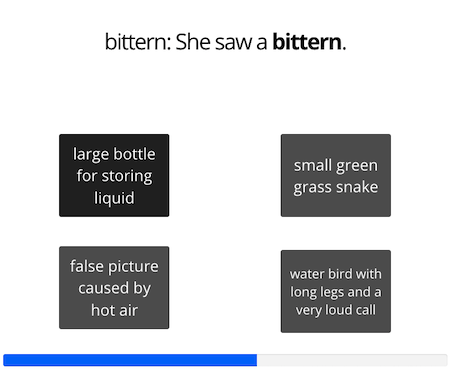 bittern: She saw a bittern.
large bottle
for storing
liquid
small green
grass snake
false picture
caused by
hot air
water bird with
long legs and a
very loud call